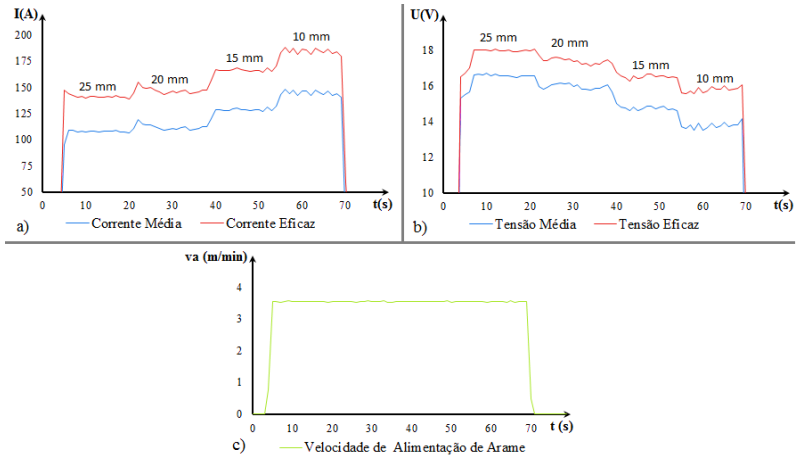 I(A)
a)
200
175
150
125
100
75
50
25 mm
20 mm
15 mm
10 mm
0
10
20
30
40
50
60
70
t(s)
Corrente Média
Corrente Eficaz
a)
U(V)
18
16
14
12
10
25 mm
20 mm
15 mm
10 mm
0
10
20
30
40
50
60
70
t(s)
b)
Tensão Média
Tensão Eficaz
va (m/min)
4
3
2
1
0
0
10
20
30
40
50
60
70
t (s)
c)
Velocidade de Alimentação de Arame